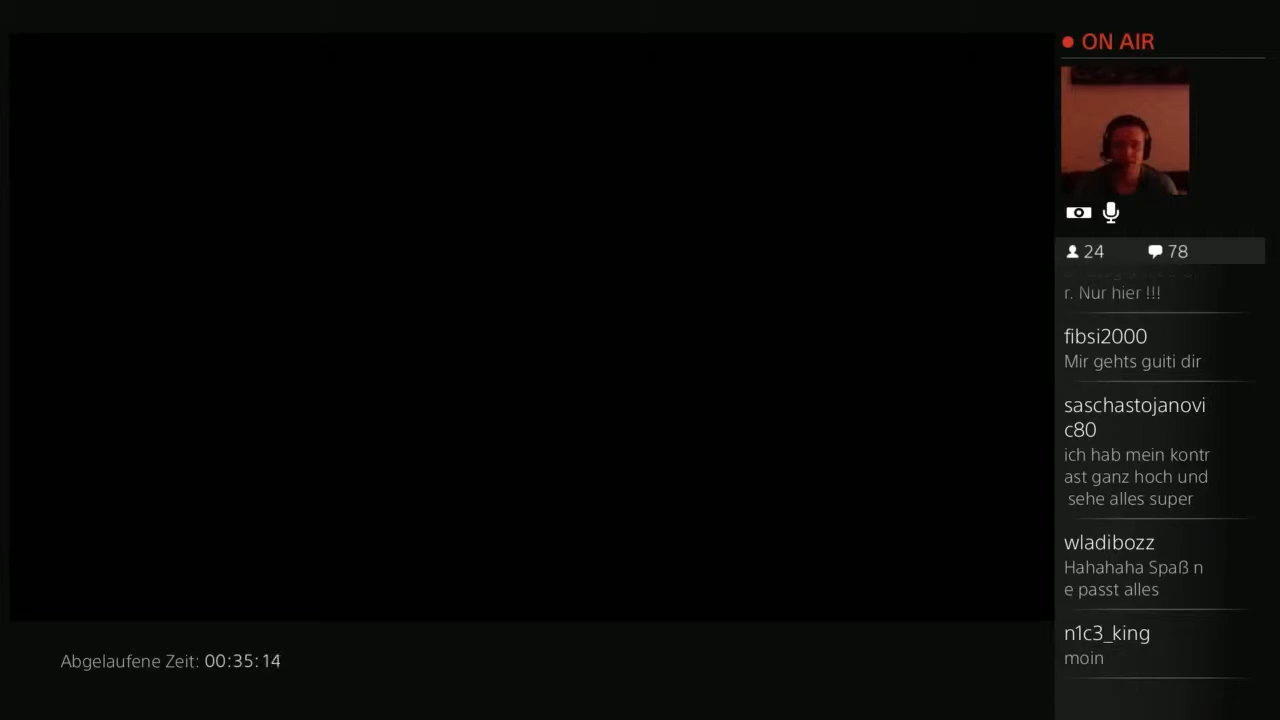 ON AIR
24 78
r. Nur hier !!!
fibsi2000
Mir gehts guiti dir
saschastojanovi
c80
ich hab mein kontr
ast ganz hoch und
sehe alles super
wladibozz
Hahahaha Spaß n
e passt alles
n1c3_king
moin
Abgelaufene Zeit: 00:35:14